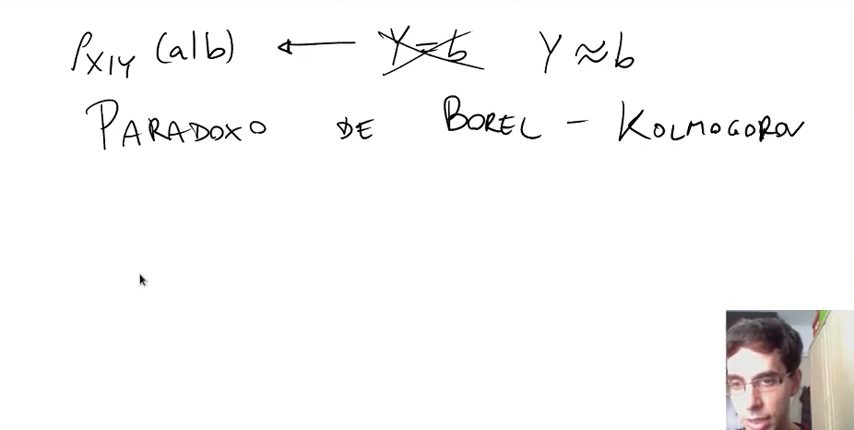 ρX|Y (a|b) ← Y=b Y ≈ b
PARADOXO DE BOREL - KOLMOGOROV